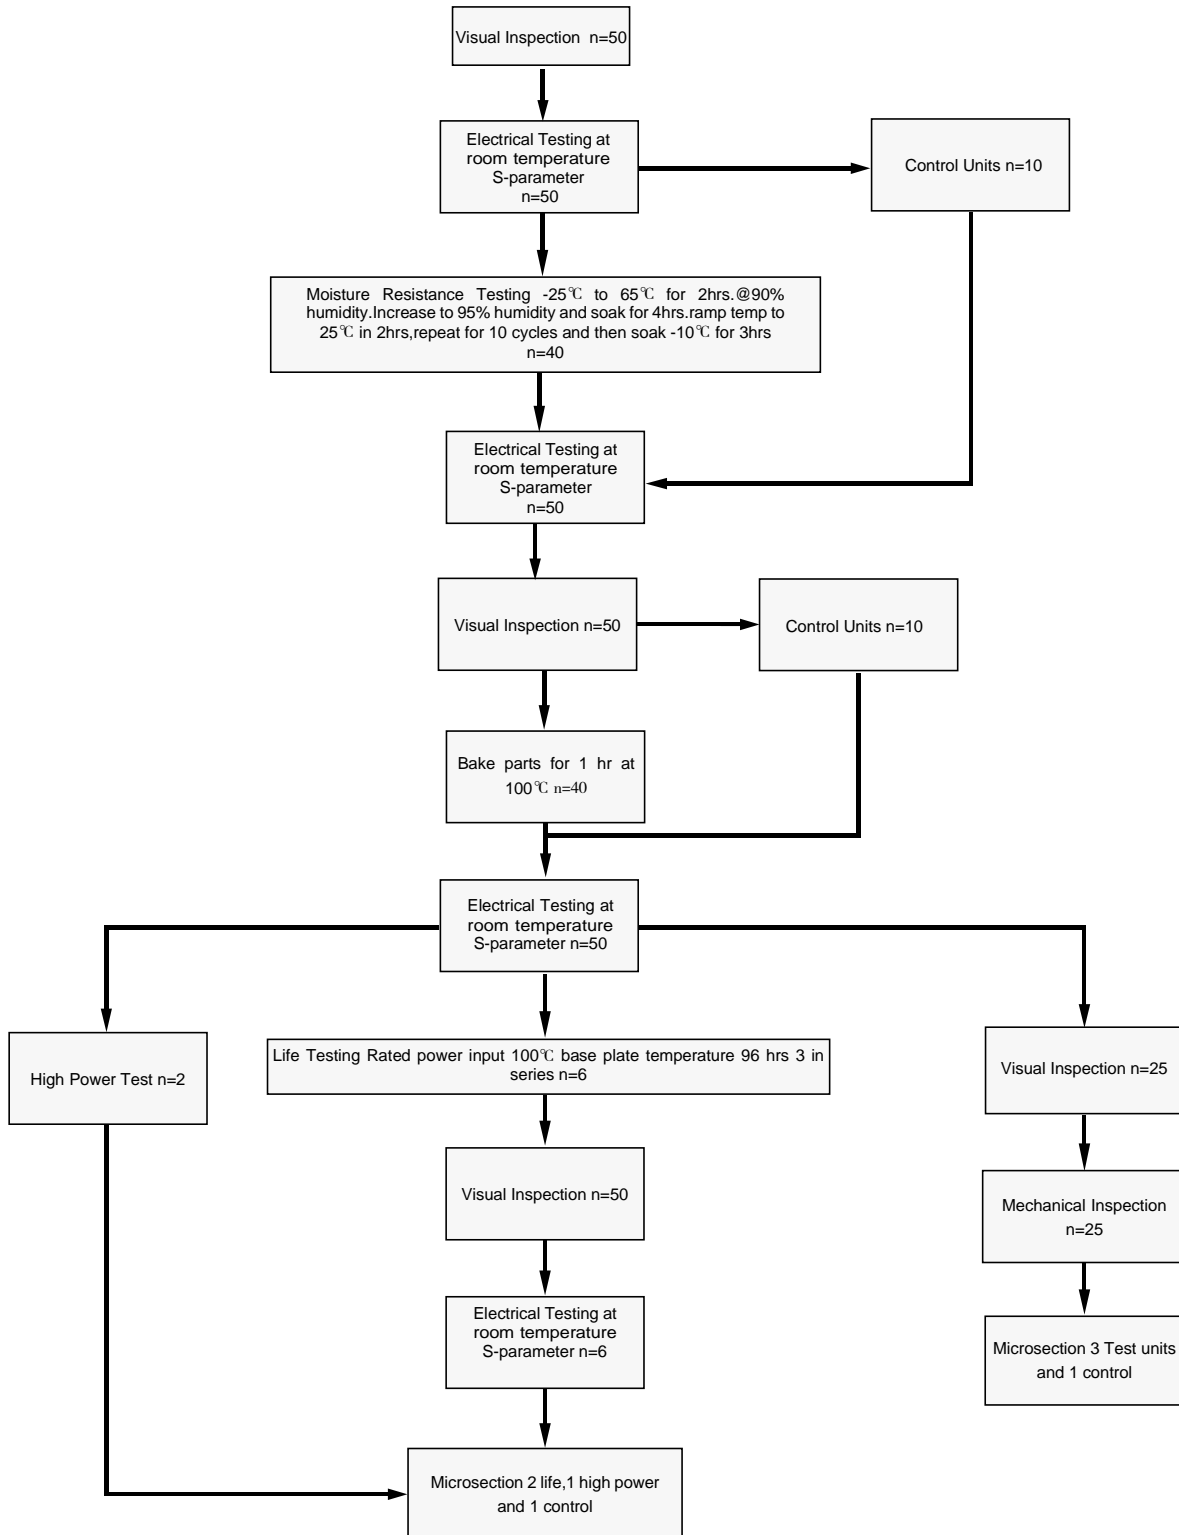 Visual Inspection n=50
Electrical Testing at
room temperature
S-parameter
n=50
Control Units n=10
Moisture Resistance Testing -25℃ to 65℃ for 2hrs.@90%
humidity.Increase to 95% humidity and soak for 4hrs.ramp temp to
25℃ in 2hrs,repeat for 10 cycles and then soak -10℃ for 3hrs
n=40
Electrical Testing at
room temperature
S-parameter
n=50
Visual Inspection n=50
Control Units n=10
Bake parts for 1 hr at
100℃ n=40
Electrical Testing at
room temperature
S-parameter n=50
High Power Test n=2
Life Testing Rated power input 100℃ base plate temperature 96 hrs 3 in
series n=6
Visual Inspection n=25
Visual Inspection n=50
Mechanical Inspection
n=25
Electrical Testing at
room temperature
S-parameter n=6
Microsection 3 Test units
and 1 control
Microsection 2 life,1 high power
and 1 control